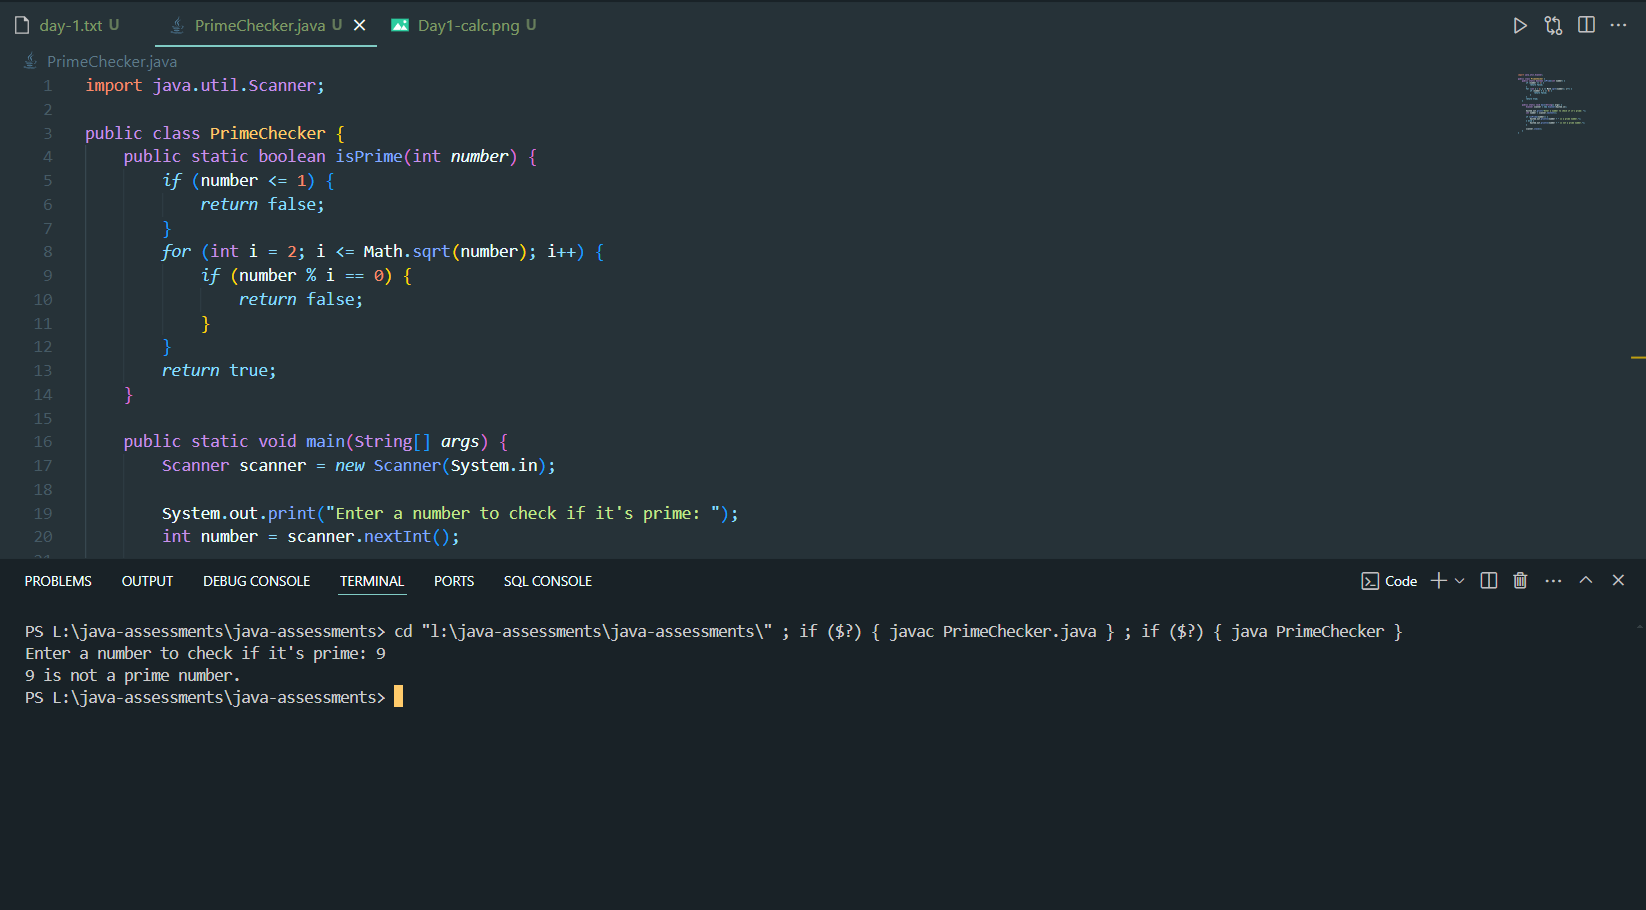 day-1.txt U PrimeChecker.java U Day1-calc.png U
PrimeChecker.java
1 import java.util.Scanner;
2
3 public class PrimeChecker {
4 public static boolean isPrime(int number) {
5 if (number <= 1) {
6 return false;
7 }
8 for (int i = 2; i <= Math.sqrt(number); i++) {
9 if (number % i == 0) {
10 return false;
11 }
12 }
13 return true;
14 }
15
16 public static void main(String[] args) {
17 Scanner scanner = new Scanner(System.in);
18
19 System.out.print("Enter a number to check if it's prime: ");
20 int number = scanner.nextInt();
PROBLEMS OUTPUT DEBUG CONSOLE TERMINAL PORTS SQL CONSOLE Code
PS L:\java-assessments\java-assessments> cd "l:\java-assessments\java-assessments\" ; if ($?) { javac PrimeChecker.java } ; if ($?) { java PrimeChecker }
Enter a number to check if it's prime: 9
9 is not a prime number.
PS L:\java-assessments\java-assessments>